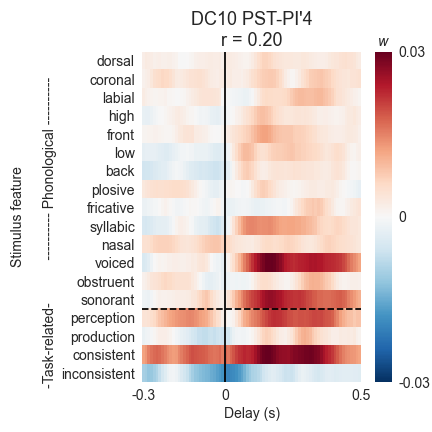 DC10 PST-PI'4
r = 0.20
w
Stimulus feature
-Task-related- ---------- Phonological ----------
dorsal
coronal
labial
high
front
low
back
plosive
fricative
syllabic
nasal
voiced
obstruent
sonorant
perception
production
consistent
inconsistent
-0.3 0 0.5
Delay (s)
0.03
0
-0.03